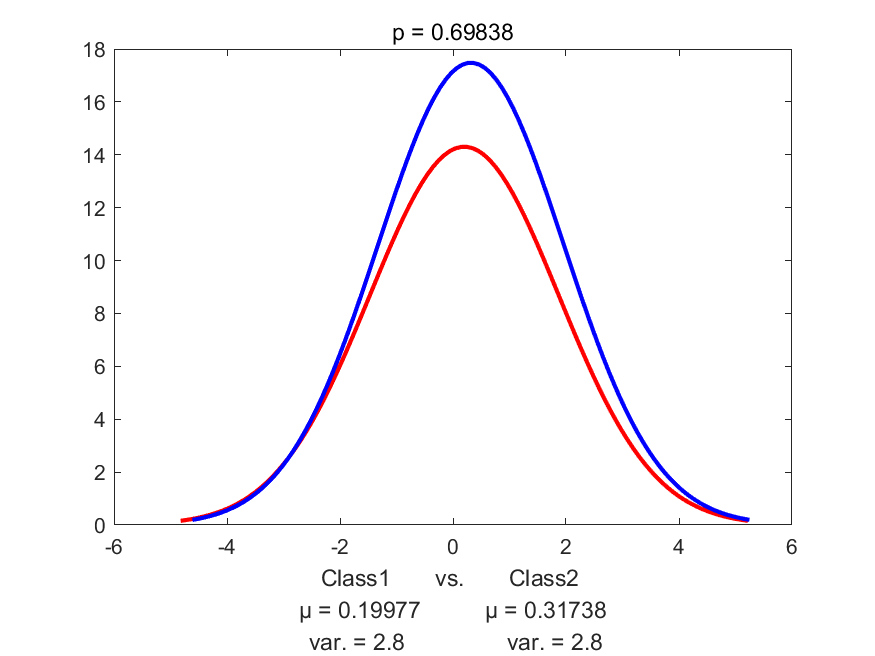 p = 0.69838
18
16
14
12
10
8
6
4
2
0
-6 -4 -2 0 2 4 6
Class1 vs. Class2
μ = 0.19977 μ = 0.31738
var. = 2.8 var. = 2.8